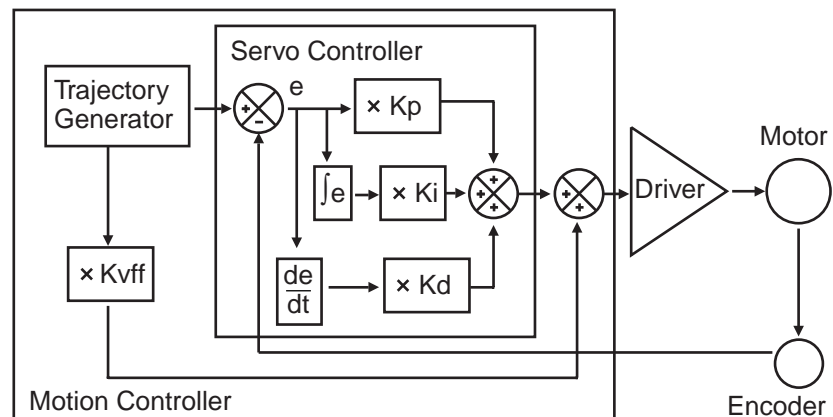 Servo Controller
Trajectory
Generator
+
−
e
× Kp
∫e
× Ki
+
+
+
+
+
Driver
Motor
× Kvff
de
dt
× Kd
Motion Controller
Encoder